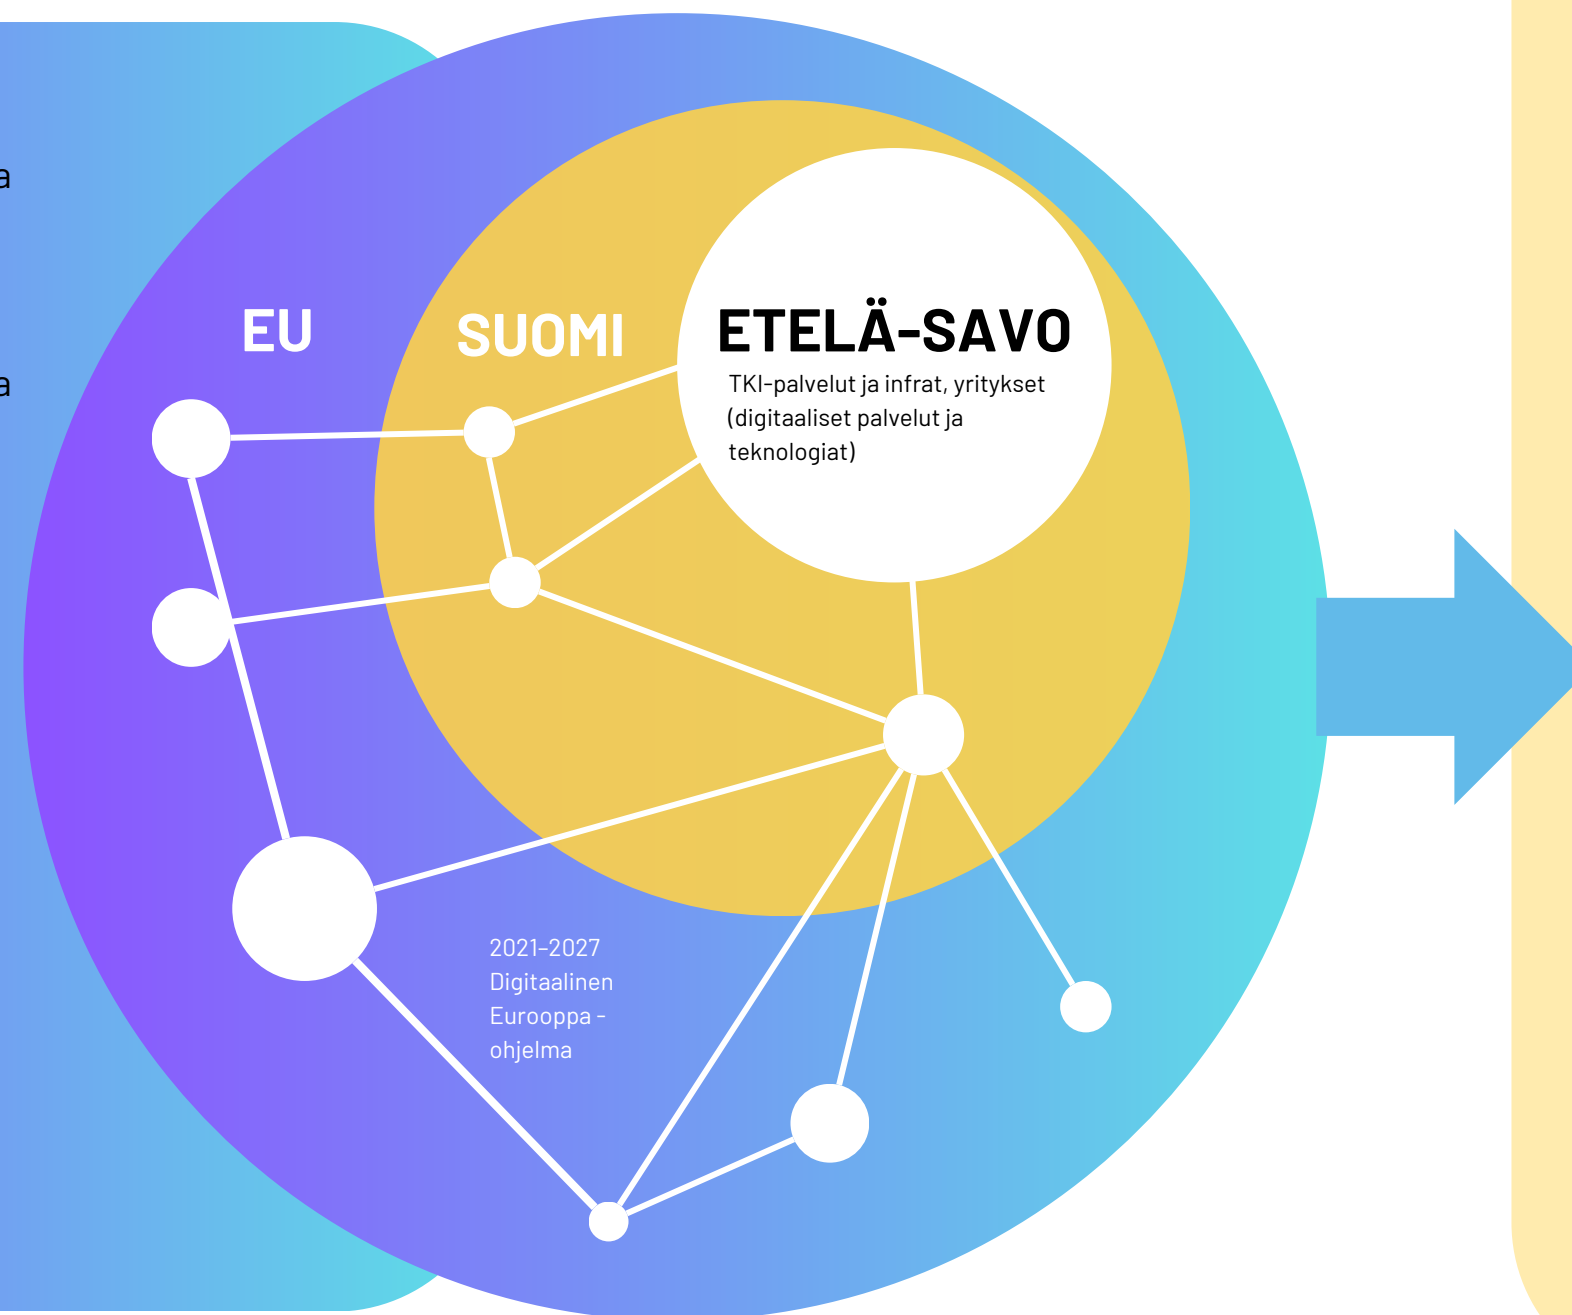 a
a
EU
SUOMI
ETELÄ-SAVO
TKI-palvelut ja infrat, yritykset
(digitaaliset palvelut ja
teknologiat)
2021–2027
Digitaalinen
Eurooppa -
ohjelma